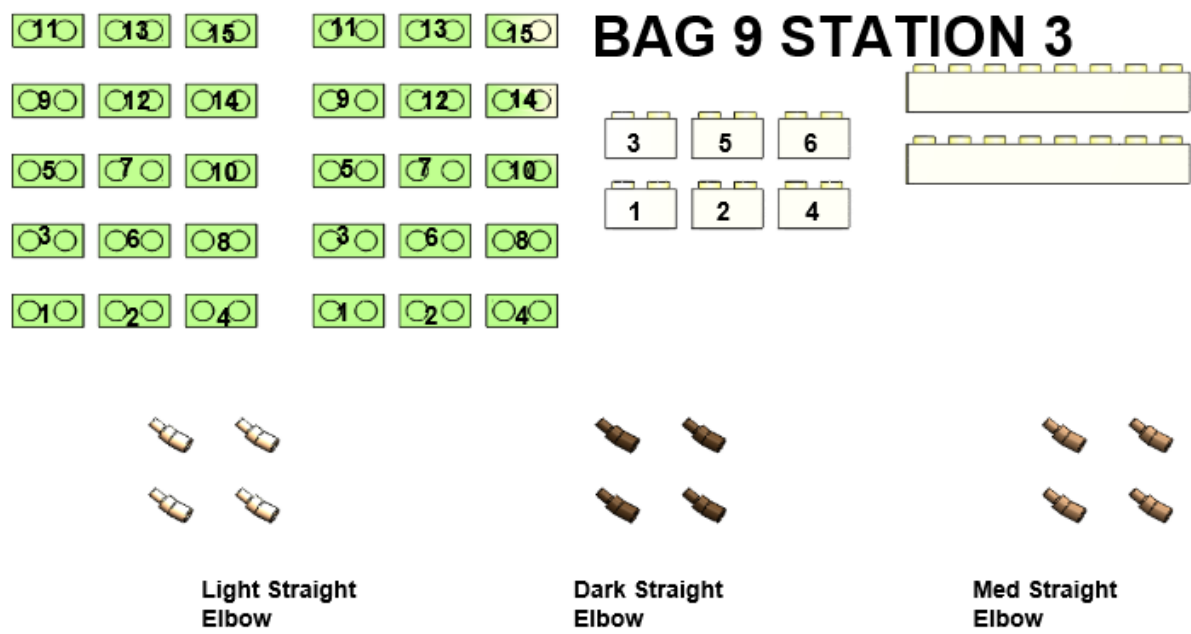 BAG 9 STATION 3
11 13 15 11 13 15
9 12 14 9 12 14
3 5 6
5 7 10 5 7 10
1 2 4
3 6 8 3 6 8
1 2 4 1 2 4
Light Straight
Elbow
Dark Straight
Elbow
Med Straight
Elbow